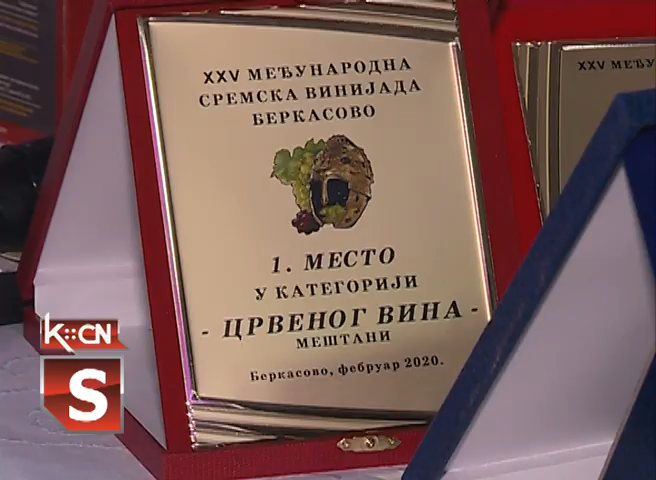 XXV МЕЂУНАРОДНА
СРЕМСКА ВИНИЈАДА
БЕРКАСОВО
1. МЕСТО
У КАТЕГОРИЈИ
- ЦРВЕНОГ ВИНА -
МЕШТАНИ
Беркасово, фебруар 2020.
XXV МЕЂУ
K::CN
S